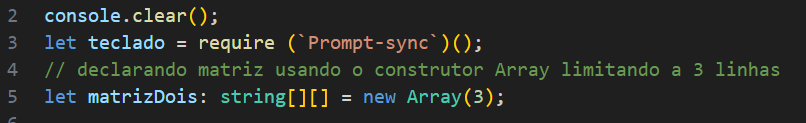 2 console.clear();
3 let teclado = require (`Prompt-sync`)();
4 // declarando matriz usando o construtor Array limitando a 3 linhas
5 let matrizDois: string[][] = new Array(3);